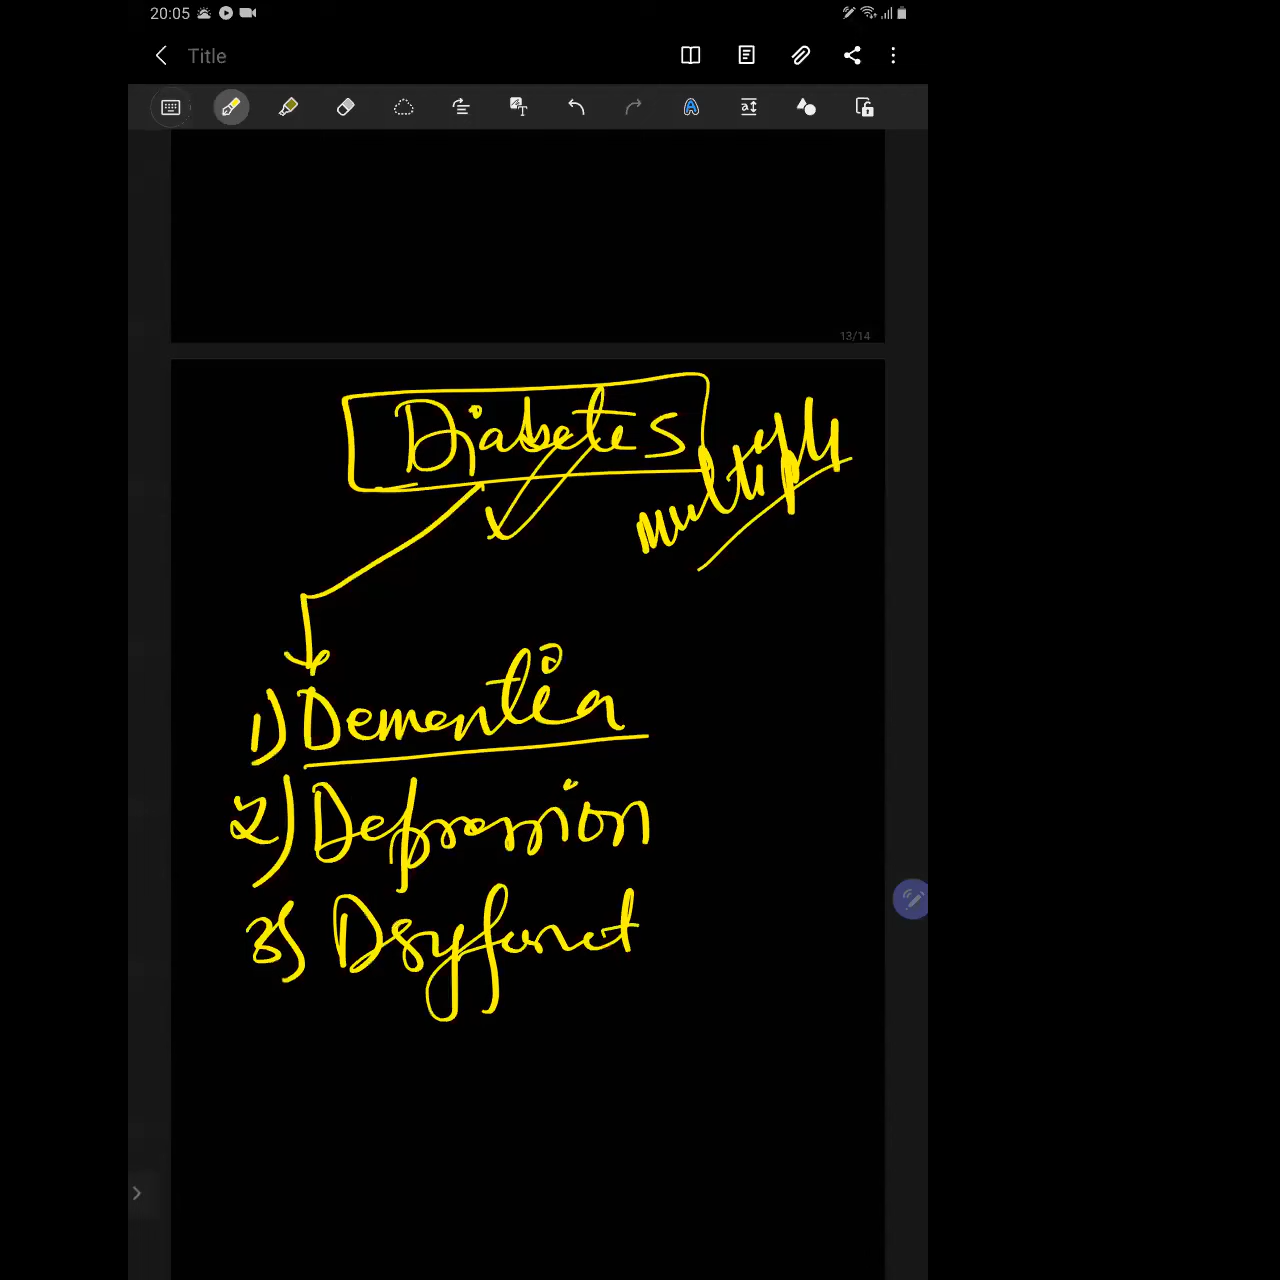 20:05
Title
13/14
Diabetes
multiply
1) Dementia
2) Depression
3) Dsyfunct